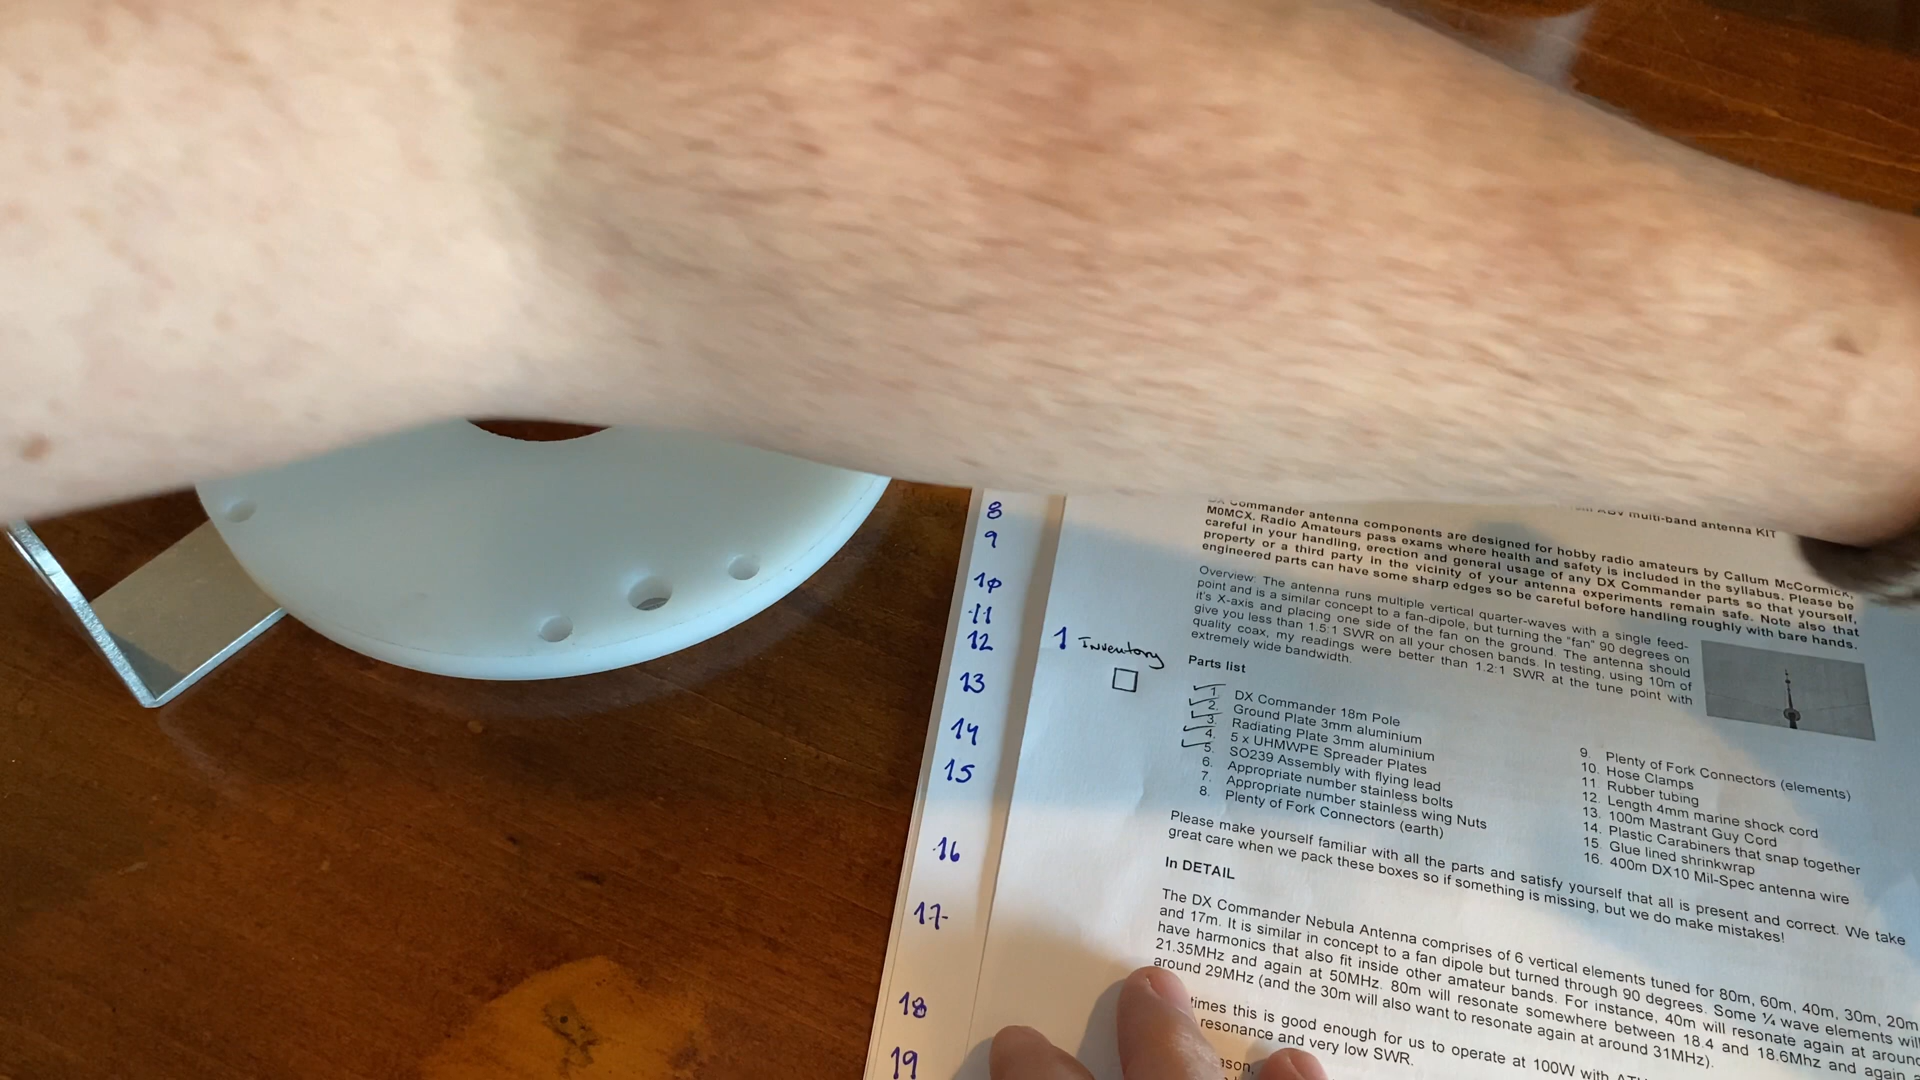 8
9
10
11
12
13
14
15
16
17
18
19
1 Inventory
multi-band antenna KIT
DX Commander antenna components are designed for hobby radio amateurs by Callum McCormick,
M0MCX. Radio Amateurs pass exams where health and safety is included in the syllabus. Please be
careful in your handling, erection and general usage of any DX Commander parts so that yourself,
property or a third party in the vicinity of your antenna experiments remain safe. Note also that
engineered parts can have some sharp edges so be careful before handling roughly with bare hands.
Overview: The antenna runs multiple vertical quarter-waves with a single feed-
point and is a similar concept to a fan-dipole, but turning the "fan" 90 degrees on
it's X-axis and placing one side of the fan on the ground. The antenna should
give you less than 1.5:1 SWR on all your chosen bands. In testing, using 10m of
quality coax, my readings were better than 1.2:1 SWR at the tune point with
extremely wide bandwidth.
Parts list
1. DX Commander 18m Pole
2. Ground Plate 3mm aluminium
3. Radiating Plate 3mm aluminium
4. 5 x UHMWPE Spreader Plates
5. SO239 Assembly with flying lead
6. Appropriate number stainless bolts
7. Appropriate number stainless wing Nuts
8. Plenty of Fork Connectors (earth)
9. Plenty of Fork Connectors (elements)
10. Hose Clamps
11. Rubber tubing
12. Length 4mm marine shock cord
13. 100m Mastrant Guy Cord
14. Plastic Carabiners that snap together
15. Glue lined shrinkwrap
16. 400m DX10 Mil-Spec antenna wire
Please make yourself familiar with all the parts and satisfy yourself that all is present and correct. We take
great care when we pack these boxes so if something is missing, but we do make mistakes!
In DETAIL
The DX Commander Nebula Antenna comprises of 6 vertical elements tuned for 80m, 60m, 40m, 30m, 20m
and 17m. It is similar in concept to a fan dipole but turned through 90 degrees. Some ¼ wave elements will
have harmonics that also fit inside other amateur bands. For instance, 40m will resonate again at around
21.35MHz and again at 50MHz. 80m will resonate somewhere between 18.4 and 18.6Mhz and again
around 29MHz (and the 30m will also want to resonate again at around 31MHz).
times this is good enough for us to operate at 100W with
resonance and very low SWR.